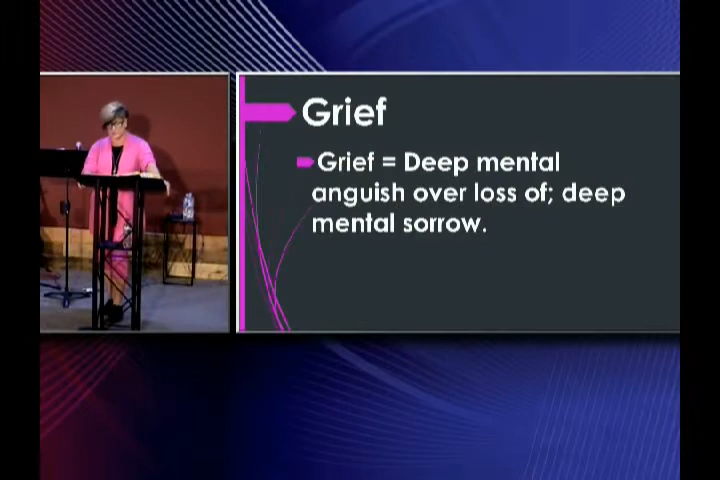 Grief
Grief = Deep mental
anguish over loss of; deep
mental sorrow.